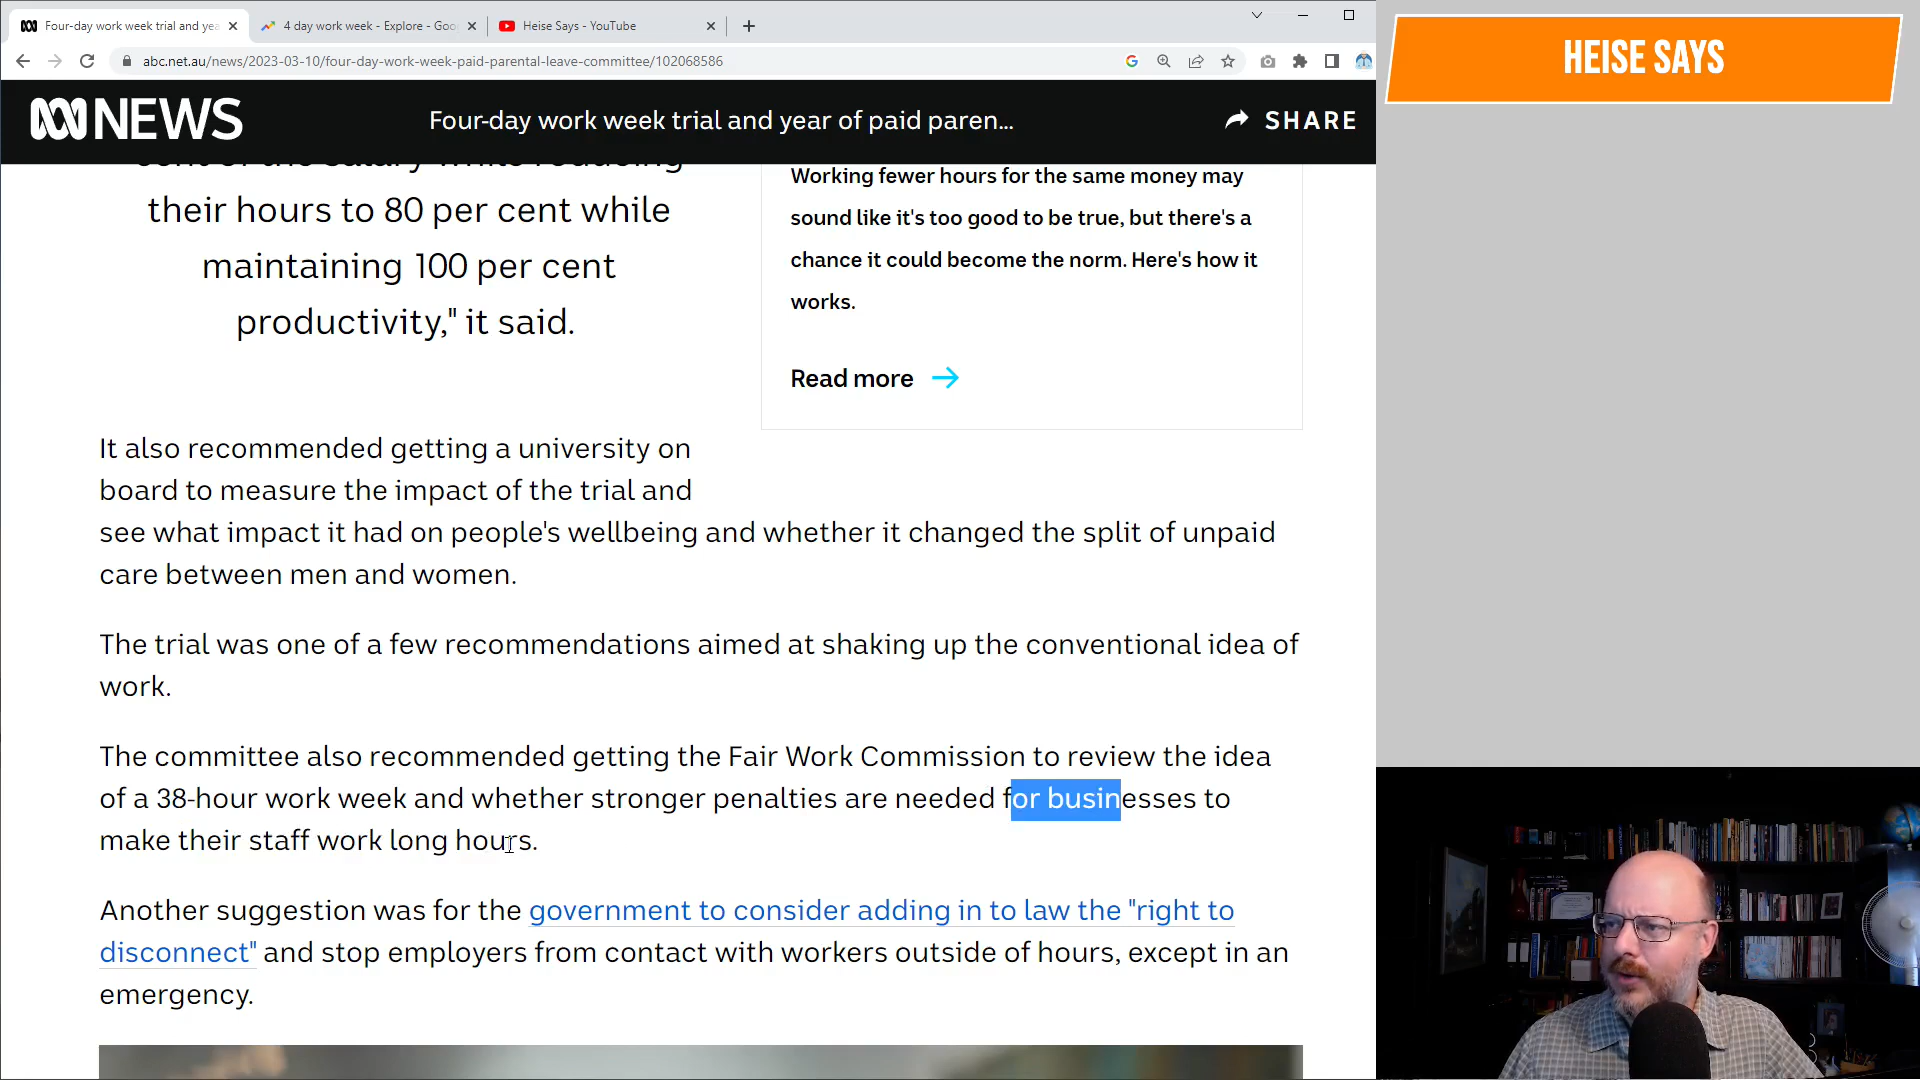 Four-day work week trial and yea
4 day work week - Explore - Goo
Heise Says - YouTube
abc.net.au/news/2023-03-10/four-day-work-week-paid-parental-leave-committee/102068586
HEISE SAYS
NEWS
Four-day work week trial and year of paid paren...
SHARE
cent of the salary while reducing
their hours to 80 per cent while
maintaining 100 per cent
productivity," it said.
Working fewer hours for the same money may
sound like it's too good to be true, but there's a
chance it could become the norm. Here's how it
works.
Read more
It also recommended getting a university on
board to measure the impact of the trial and
see what impact it had on people's wellbeing and whether it changed the split of unpaid
care between men and women.
The trial was one of a few recommendations aimed at shaking up the conventional idea of
work.
The committee also recommended getting the Fair Work Commission to review the idea
of a 38-hour work week and whether stronger penalties are needed for businesses to
make their staff work long hours.
Another suggestion was for the government to consider adding in to law the "right to
disconnect" and stop employers from contact with workers outside of hours, except in an
emergency.